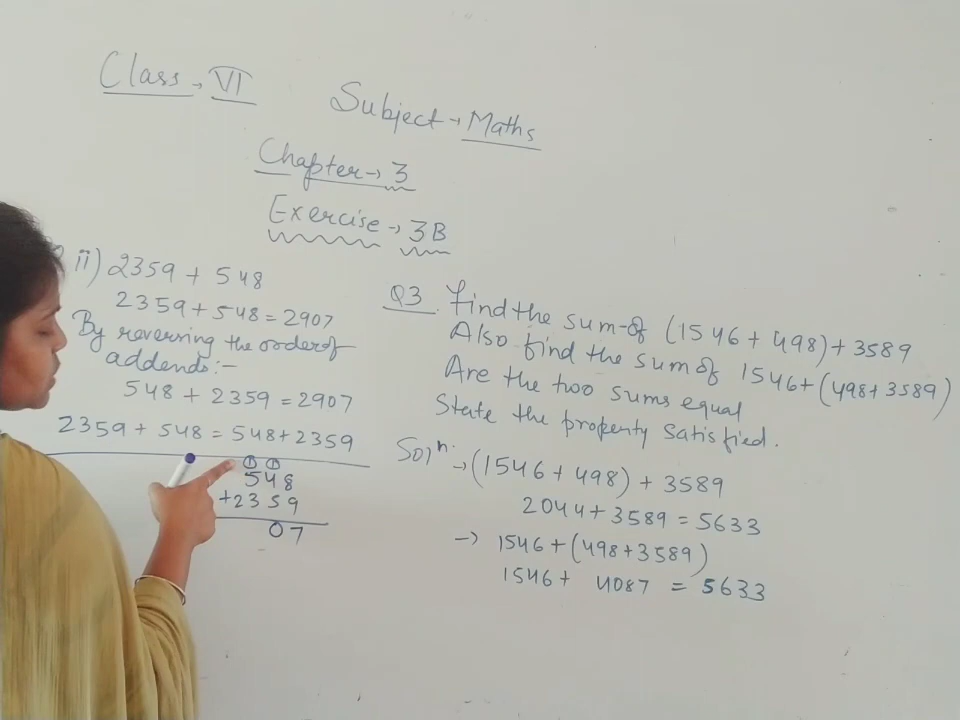 Class → VI
Subject → Maths
Chapter → 3
Exercise → 3B
ii) 2359 + 548
2359 + 548 = 2907
By reversing the order of
addends :-
548 + 2359 = 2907
2359 + 548 = 548 + 2359
1 1
548
+2359
07
Q3. Find the sum of (1546 + 498) + 3589
Also find the sum of 1546 + (498 + 3589)
Are the two sums equal
State the property satisfied.
Solⁿ. → (1546 + 498) + 3589
2044 + 3589 = 5633
→ 1546 + (498 + 3589)
1546 + 4087 = 5633